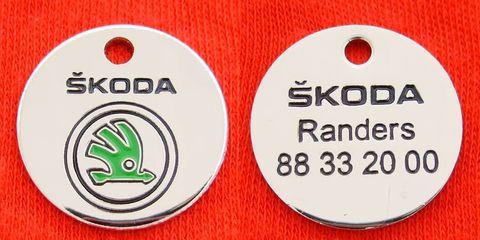 ŠKODA
ŠKODA
Randers
88 33 20 00